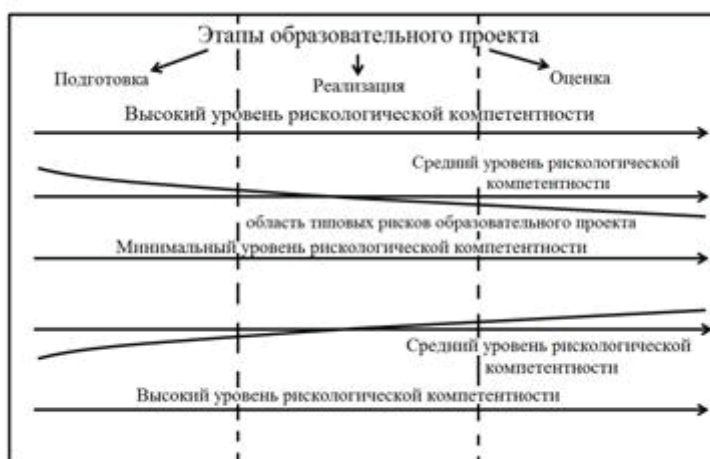 Этапы образовательного проекта
Подготовка
Реализация
Оценка
Высокий уровень рискологической компетентности
Средний уровень рискологической
компетентности
область типовых рисков образовательного проекта
Минимальный уровень рискологической компетентности
Средний уровень рискологической
компетентности
Высокий уровень рискологической компетентности